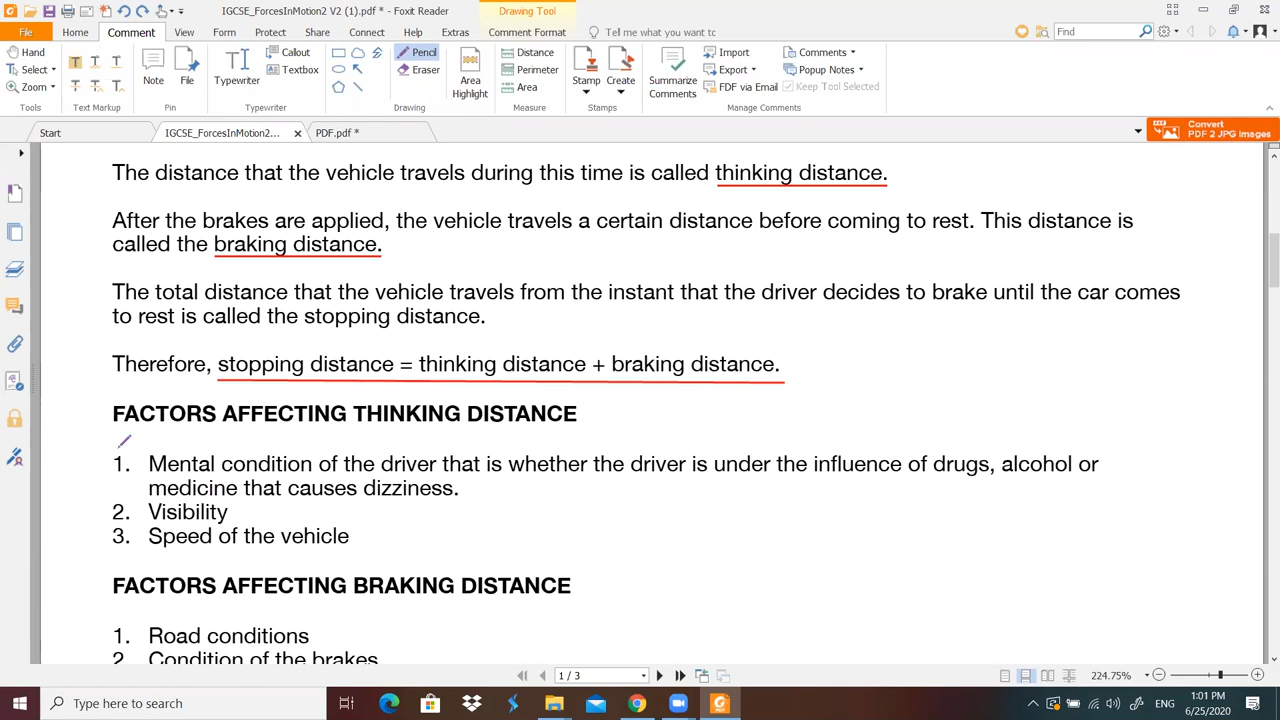 IGCSE_ForcesInMotion2 V2 (1).pdf * - Foxit Reader
Drawing Tool
File Home Comment View Form Protect Share Connect Help Extras Comment Format Tell me what you want tc Find
Hand
Select
Zoom
Tools
Text Markup
Note
File
Pin
Typewriter
Callout
Textbox
Typewriter
Pencil
Eraser
Drawing
Area
Highlight
Distance
Perimeter
Area
Measure
Stamp
Create
Stamps
Summarize
Comments
Import
Export
FDF via Email
Comments
Popup Notes
Keep Tool Selected
Manage Comments
Start
IGCSE_ForcesInMotion2...
PDF.pdf *
Convert
PDF 2 JPG Images
The distance that the vehicle travels during this time is called thinking distance.
After the brakes are applied, the vehicle travels a certain distance before coming to rest. This distance is
called the braking distance.
The total distance that the vehicle travels from the instant that the driver decides to brake until the car comes
to rest is called the stopping distance.
Therefore, stopping distance = thinking distance + braking distance.
FACTORS AFFECTING THINKING DISTANCE
1. Mental condition of the driver that is whether the driver is under the influence of drugs, alcohol or
medicine that causes dizziness.
2. Visibility
3. Speed of the vehicle
FACTORS AFFECTING BRAKING DISTANCE
1. Road conditions
2. Condition of the brakes
1 / 3
224.75%
Type here to search
ENG
1:01 PM
6/25/2020